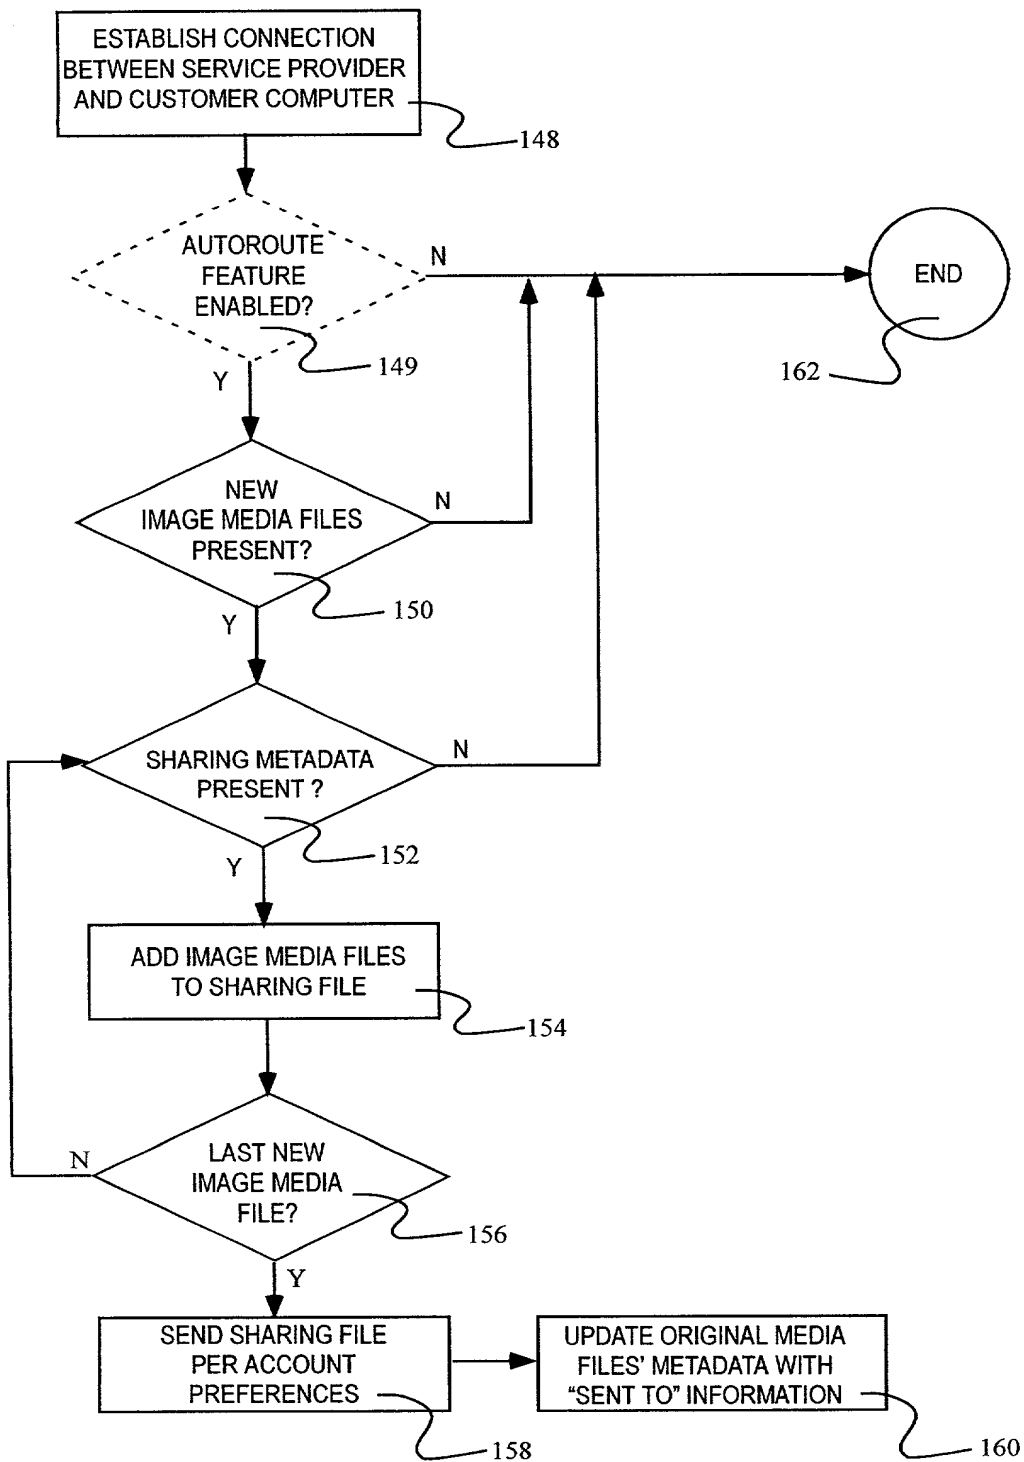 ESTABLISH CONNECTION
BETWEEN SERVICE PROVIDER
AND CUSTOMER COMPUTER
148
AUTOROUTE
FEATURE
ENABLED?
N
END
149
162
Y
NEW
IMAGE MEDIA FILES
PRESENT?
N
150
Y
SHARING METADATA
PRESENT ?
N
152
Y
ADD IMAGE MEDIA FILES
TO SHARING FILE
154
LAST NEW
IMAGE MEDIA
FILE?
N
156
Y
SEND SHARING FILE
PER ACCOUNT
PREFERENCES
158
UPDATE ORIGINAL MEDIA
FILES' METADATA WITH
“SENT TO” INFORMATION
160